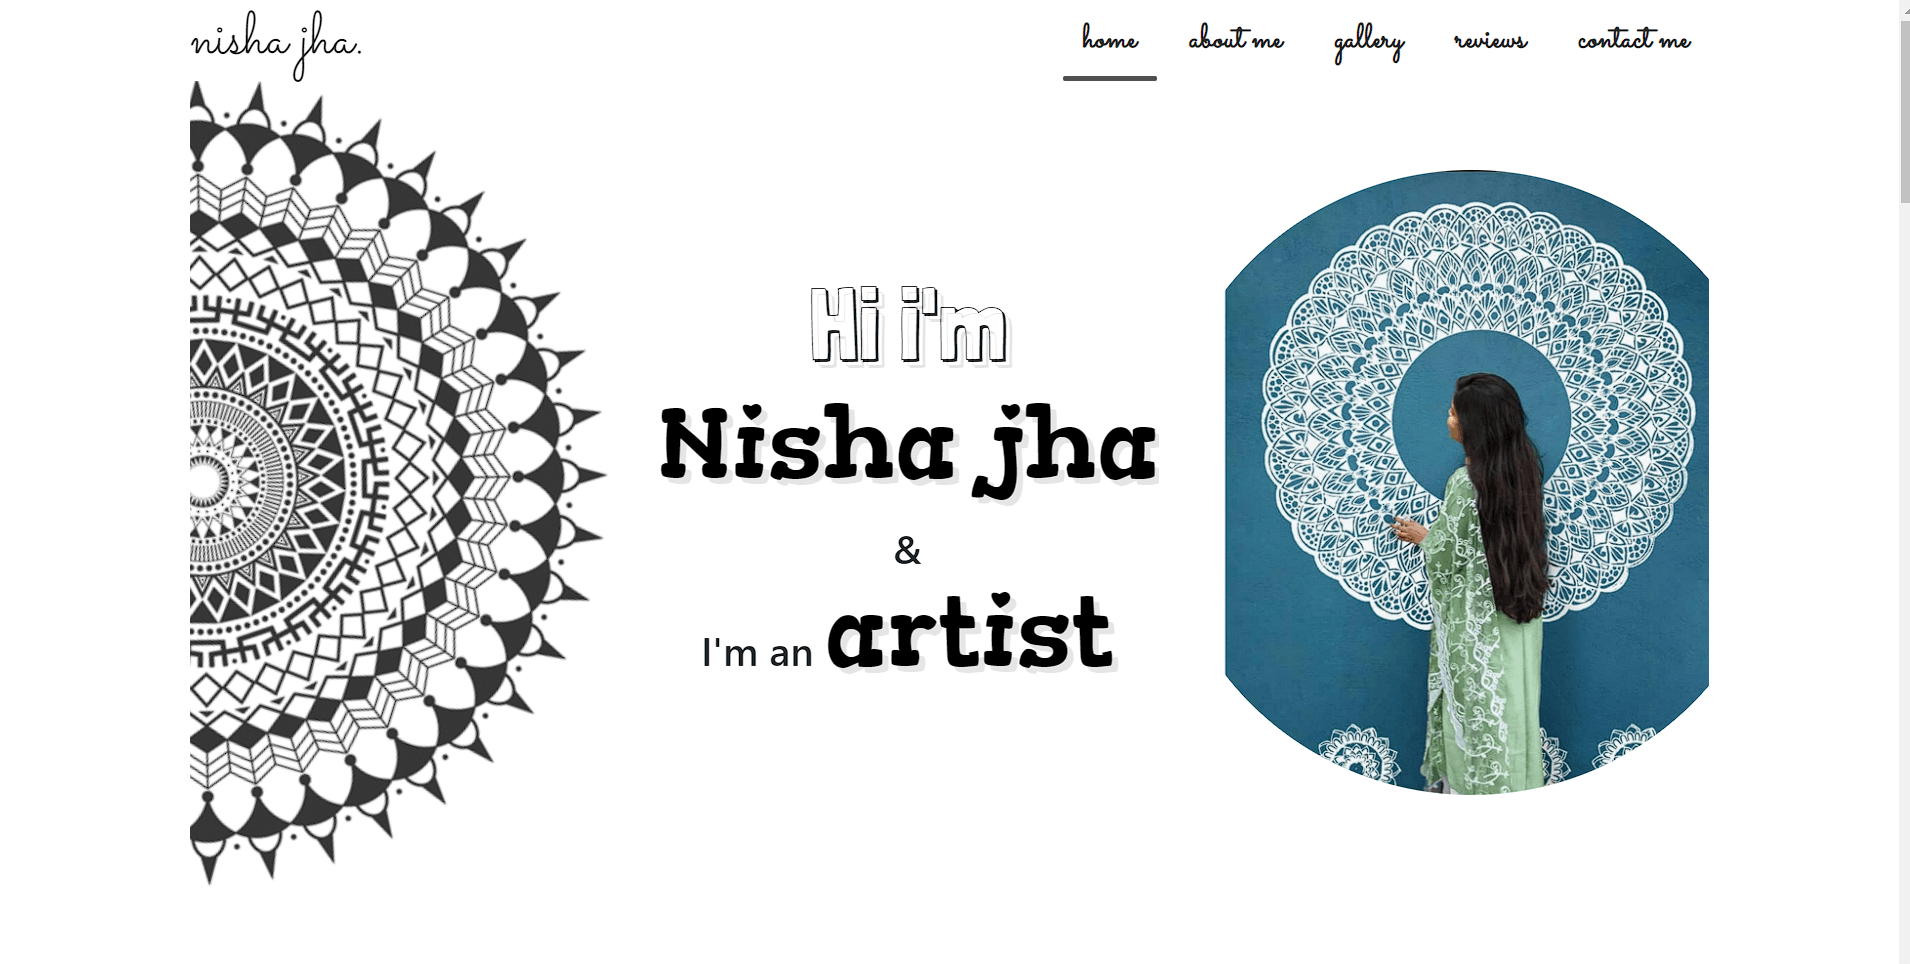 nisha jha.
home about me gallery reviews contact me
Hi i'm
Nisha jha
&
I'm an artist